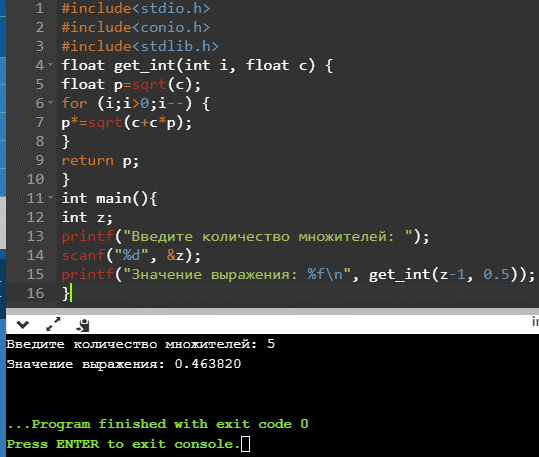 1 #include<stdio.h>
2 #include<conio.h>
3 #include<stdlib.h>
4 float get_int(int i, float c) {
5 float p=sqrt(c);
6 for (i;i>0;i--) {
7 p*=sqrt(c+c*p);
8 }
9 return p;
10 }
11 int main(){
12 int z;
13 printf("Введите количество множителей: ");
14 scanf("%d", &z);
15 printf("Значение выражения: %f\n", get_int(z-1, 0.5));
16 }
in
Введите количество множителей: 5
Значение выражения: 0.463820
...Program finished with exit code 0
Press ENTER to exit console.